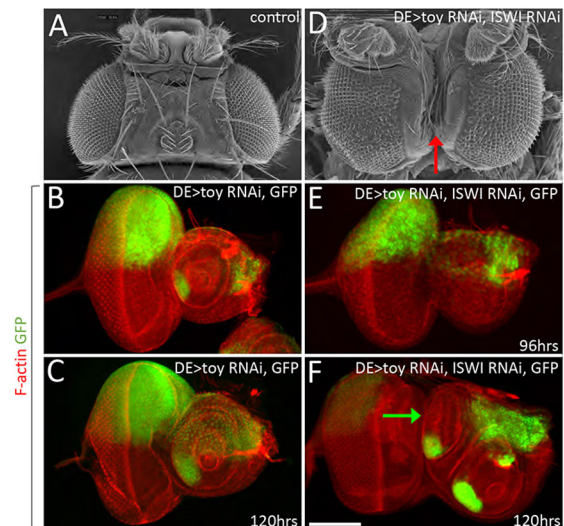 A
control
D
DE>toy RNAi, ISWI RNAi
B
DE>toy RNAi, GFP
E
DE>toy RNAi, ISWI RNAi, GFP
96hrs
C
DE>toy RNAi, GFP
120hrs
F
DE>toy RNAi, ISWI RNAi, GFP
120hrs
F-actin GFP